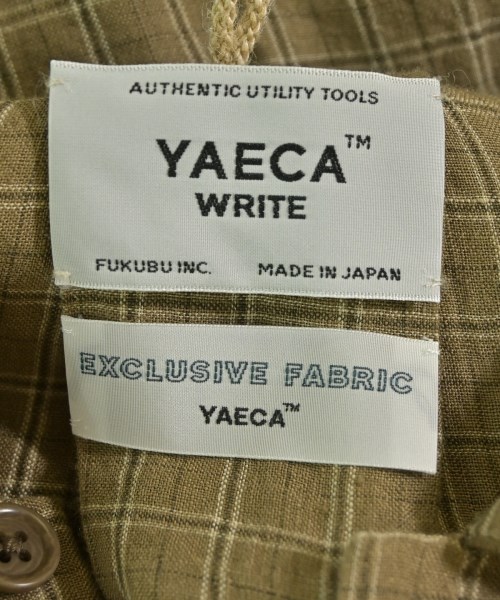 AUTHENTIC UTILITY TOOLS
YAECA™
WRITE
FUKUBU INC. MADE IN JAPAN
EXCLUSIVE FABRIC
YAECA™